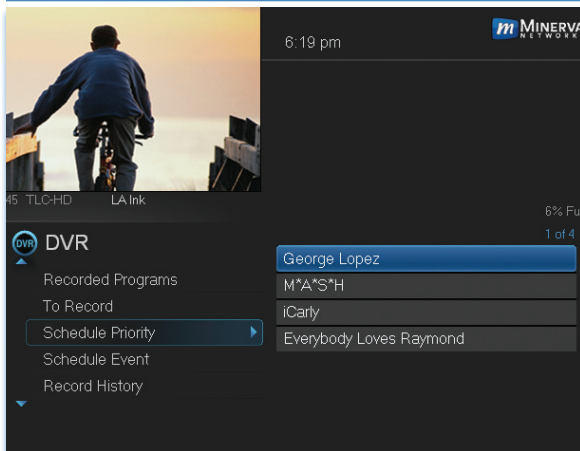 6:19 pm
m MINERVA
NETWORKS
45 TLC-HD LA Ink
6% Fu
1 of 4
DVR DVR
George Lopez
Recorded Programs
M*A*S*H
To Record
iCarly
Schedule Priority
Everybody Loves Raymond
Schedule Event
Record History